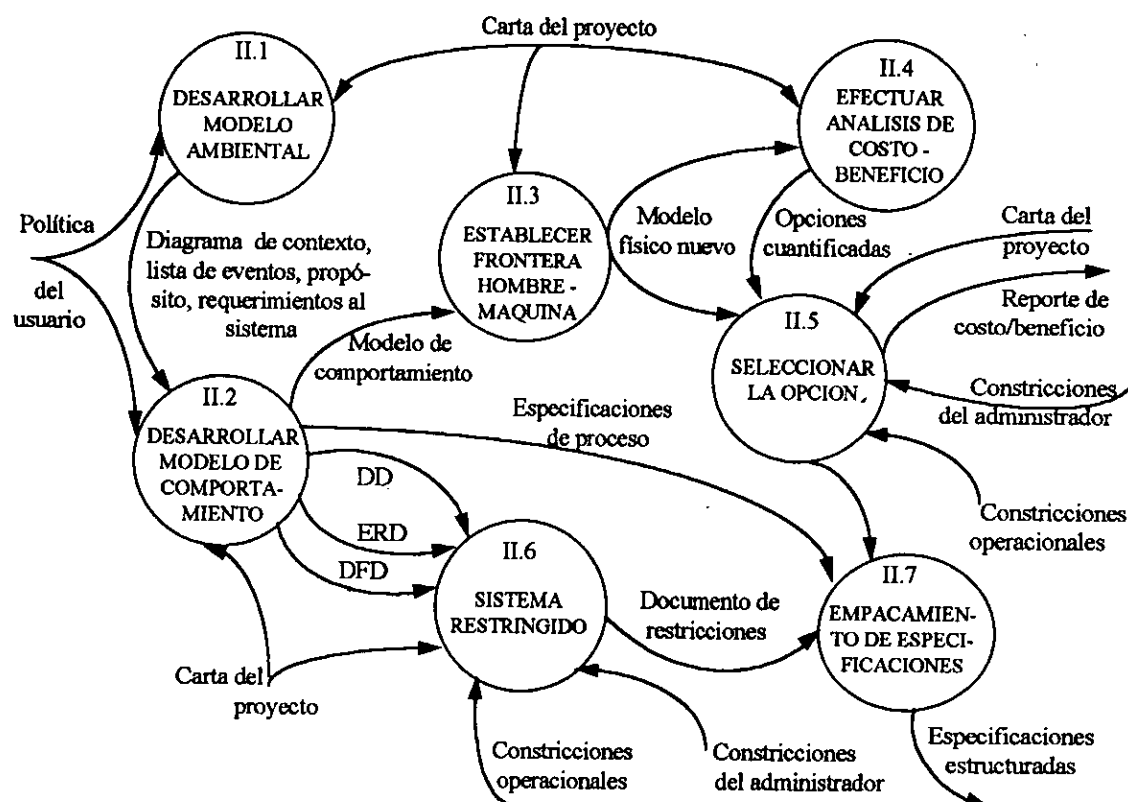 Carta del proyecto
II.1
DESARROLLAR
MODELO
AMBIENTAL
II.4
EFECTUAR
ANALISIS DE
COSTO -
BENEFICIO
II.3
ESTABLECER
FRONTERA
HOMBRE -
MAQUINA
Política
del
usuario
Diagrama de contexto,
lista de eventos, propó-
sito, requerimientos al
sistema
Modelo
físico nuevo
Opciones
cuantificadas
Carta del
proyecto
Reporte de
costo/beneficio
II.5
SELECCIONAR
LA OPCION
Modelo de
comportamiento
Constricciones
del administrador
II.2
DESARROLLAR
MODELO DE
COMPORTA-
MIENTO
Especificaciones
de proceso
DD
ERD
DFD
Constricciones
operacionales
II.6
SISTEMA
RESTRINGIDO
Documento de
restricciones
II.7
EMPACAMIEN-
TO DE ESPECI-
FICACIONES
Carta del
proyecto
Constricciones
operacionales
Constricciones
del administrador
Especificaciones
estructuradas